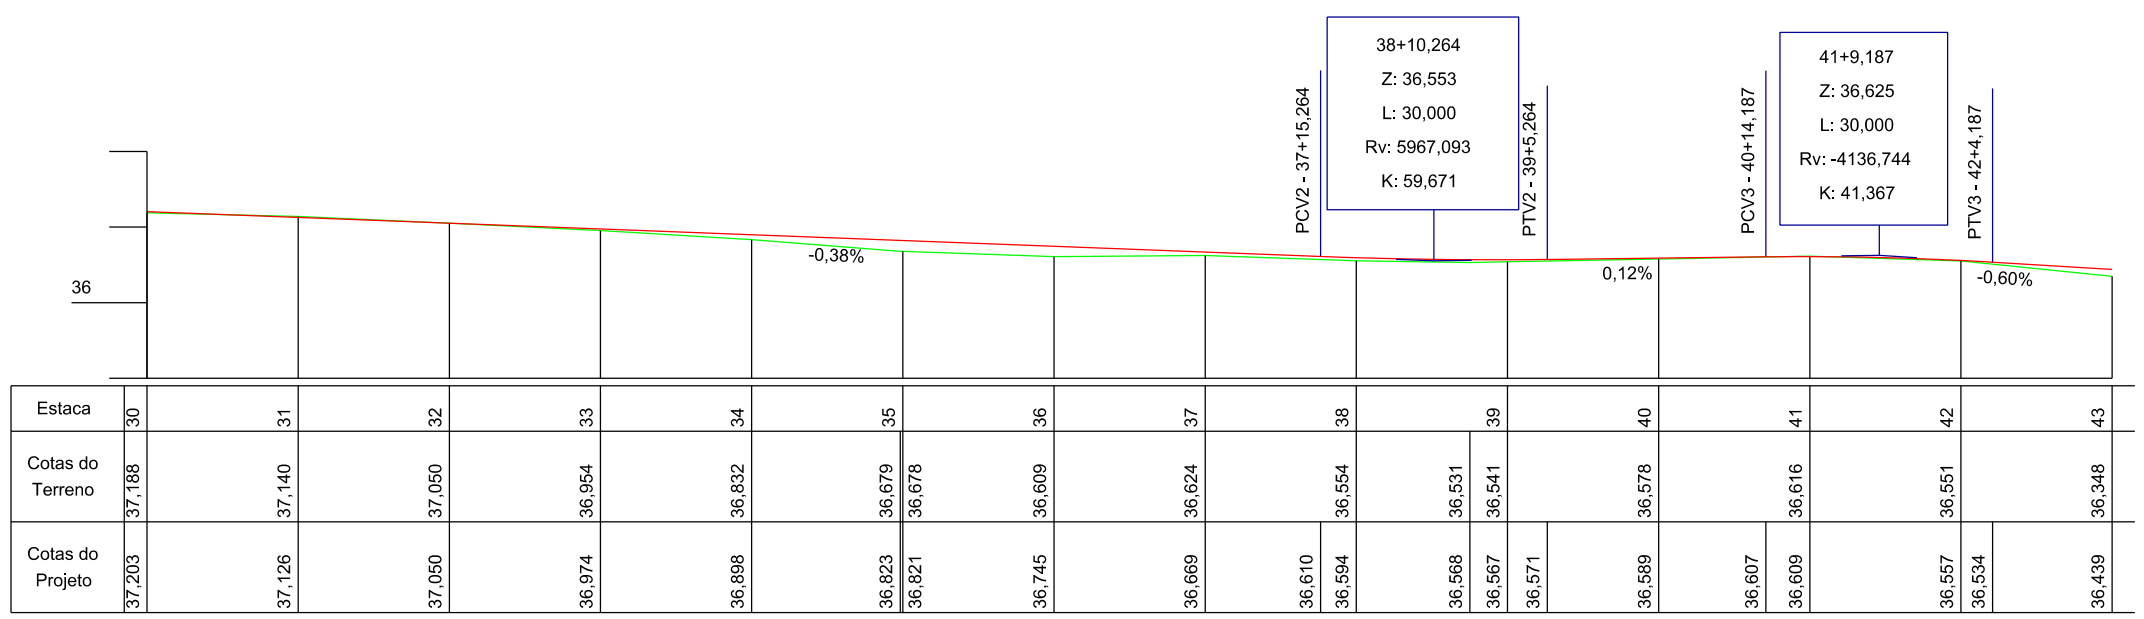 38+10,264
Z: 36,553
L: 30,000
Rv: 5967,093
K: 59,671
41+9,187
Z: 36,625
L: 30,000
Rv: -4136,744
K: 41,367
PCV2 - 37+15,264
PTV2 - 39+5,264
PCV3 - 40+14,187
PTV3 - 42+4,187
-0,38%
0,12%
-0,60%
36
Estaca
30 31 32 33 34 35 36 37 38 39 40 41 42 43
Cotas do
Terreno
37,188 37,140 37,050 36,954 36,832 36,679 36,678 36,609 36,624 36,554 36,531 36,541 36,578 36,616 36,551 36,348
Cotas do
Projeto
37,203 37,126 37,050 36,974 36,898 36,823 36,821 36,745 36,669 36,610 36,594 36,568 36,567 36,571 36,589 36,607 36,609 36,557 36,534 36,439